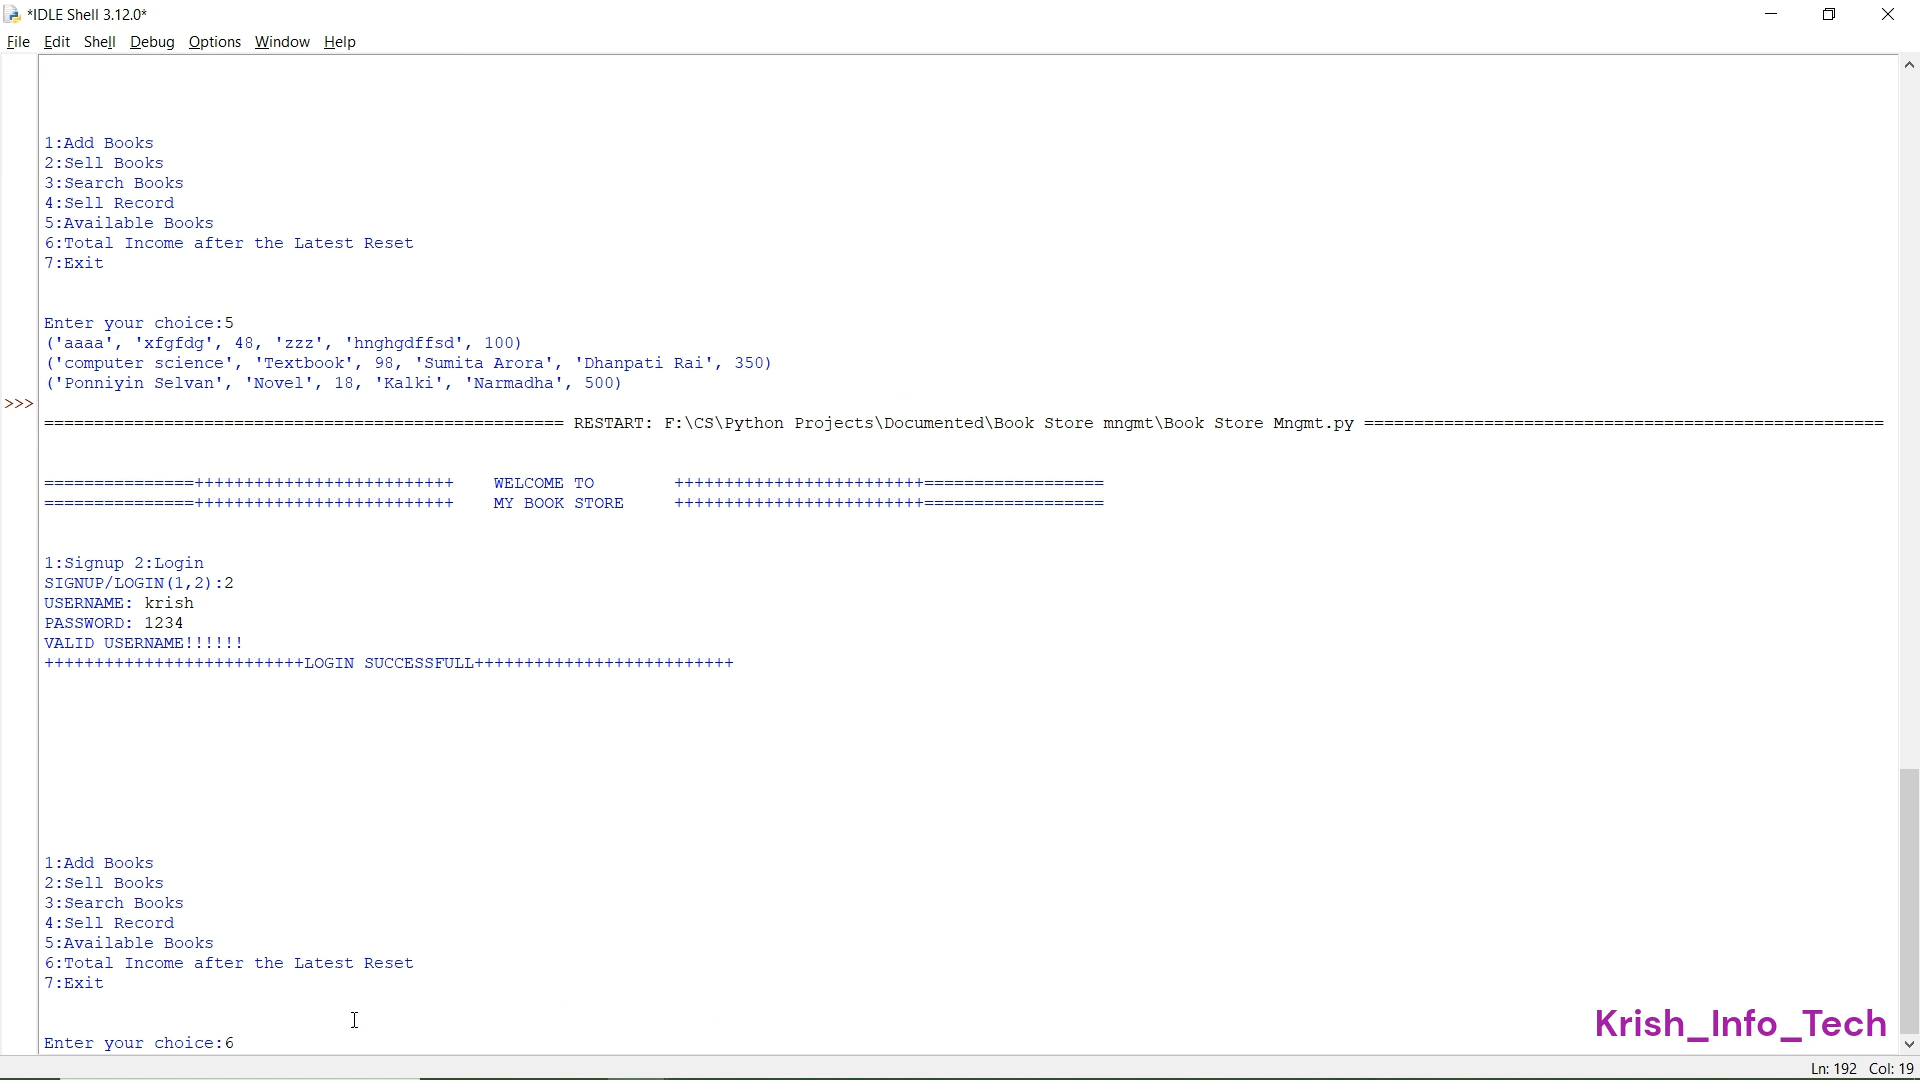 *IDLE Shell 3.12.0*
File Edit Shell Debug Options Window Help
1:Add Books
2:Sell Books
3:Search Books
4:Sell Record
5:Available Books
6:Total Income after the Latest Reset
7:Exit
Enter your choice:5
('aaaa', 'xfgfdg', 48, 'zzz', 'hnghgdffsd', 100)
('computer science', 'Textbook', 98, 'Sumita Arora', 'Dhanpati Rai', 350)
('Ponniyin Selvan', 'Novel', 18, 'Kalki', 'Narmadha', 500)
>>>
==================================================== RESTART: F:\CS\Python Projects\Documented\Book Store mngmt\Book Store Mngmt.py ====================================================
===============++++++++++++++++++++++++++    WELCOME TO        +++++++++++++++++++++++++==================
===============++++++++++++++++++++++++++    MY BOOK STORE     +++++++++++++++++++++++++==================
1:Signup 2:Login
SIGNUP/LOGIN(1,2):2
USERNAME: krish
PASSWORD: 1234
VALID USERNAME!!!!!!
++++++++++++++++++++++++++LOGIN SUCCESSFULL++++++++++++++++++++++++++
1:Add Books
2:Sell Books
3:Search Books
4:Sell Record
5:Available Books
6:Total Income after the Latest Reset
7:Exit
Enter your choice:6
Krish_Info_Tech
Ln: 192 Col: 19